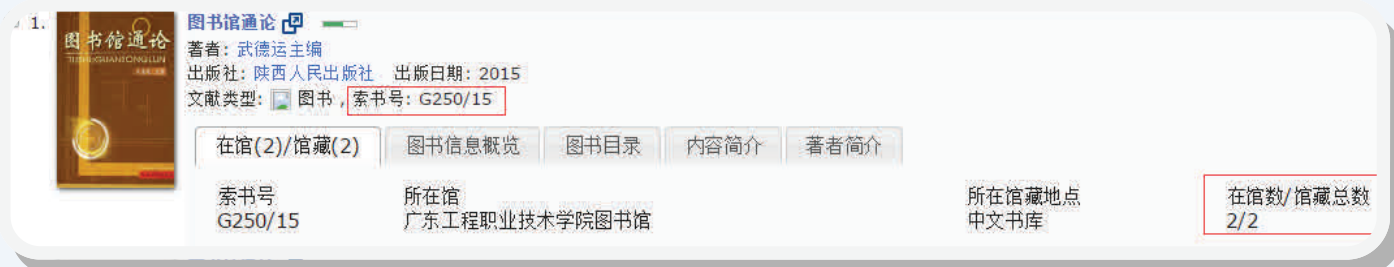 1.
图书馆通论
图书馆通论
TUSHUGUANTONGLUN
著者: 武德运主编
出版社: 陕西人民出版社 出版日期: 2015
文献类型: 图书 , 索书号: G250/15
在馆(2)/馆藏(2) 图书信息概览 图书目录 内容简介 著者简介
索书号 所在馆 所在馆藏地点 在馆数/馆藏总数
G250/15 广东工程职业技术学院图书馆 中文书库 2/2